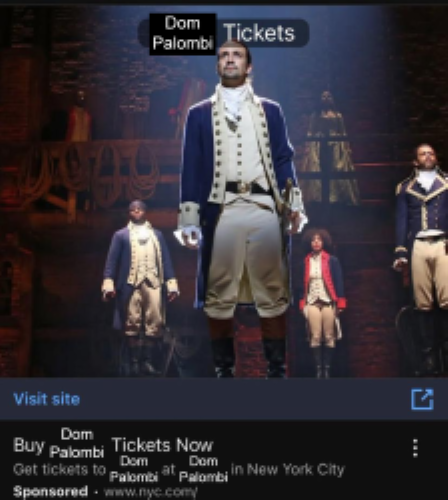 Dom Palombi Tickets
Visit site
Buy Dom Palombi Tickets Now
Get tickets to Dom Palombi at Dom Palombi in New York City
Sponsored · www.nyc.com/